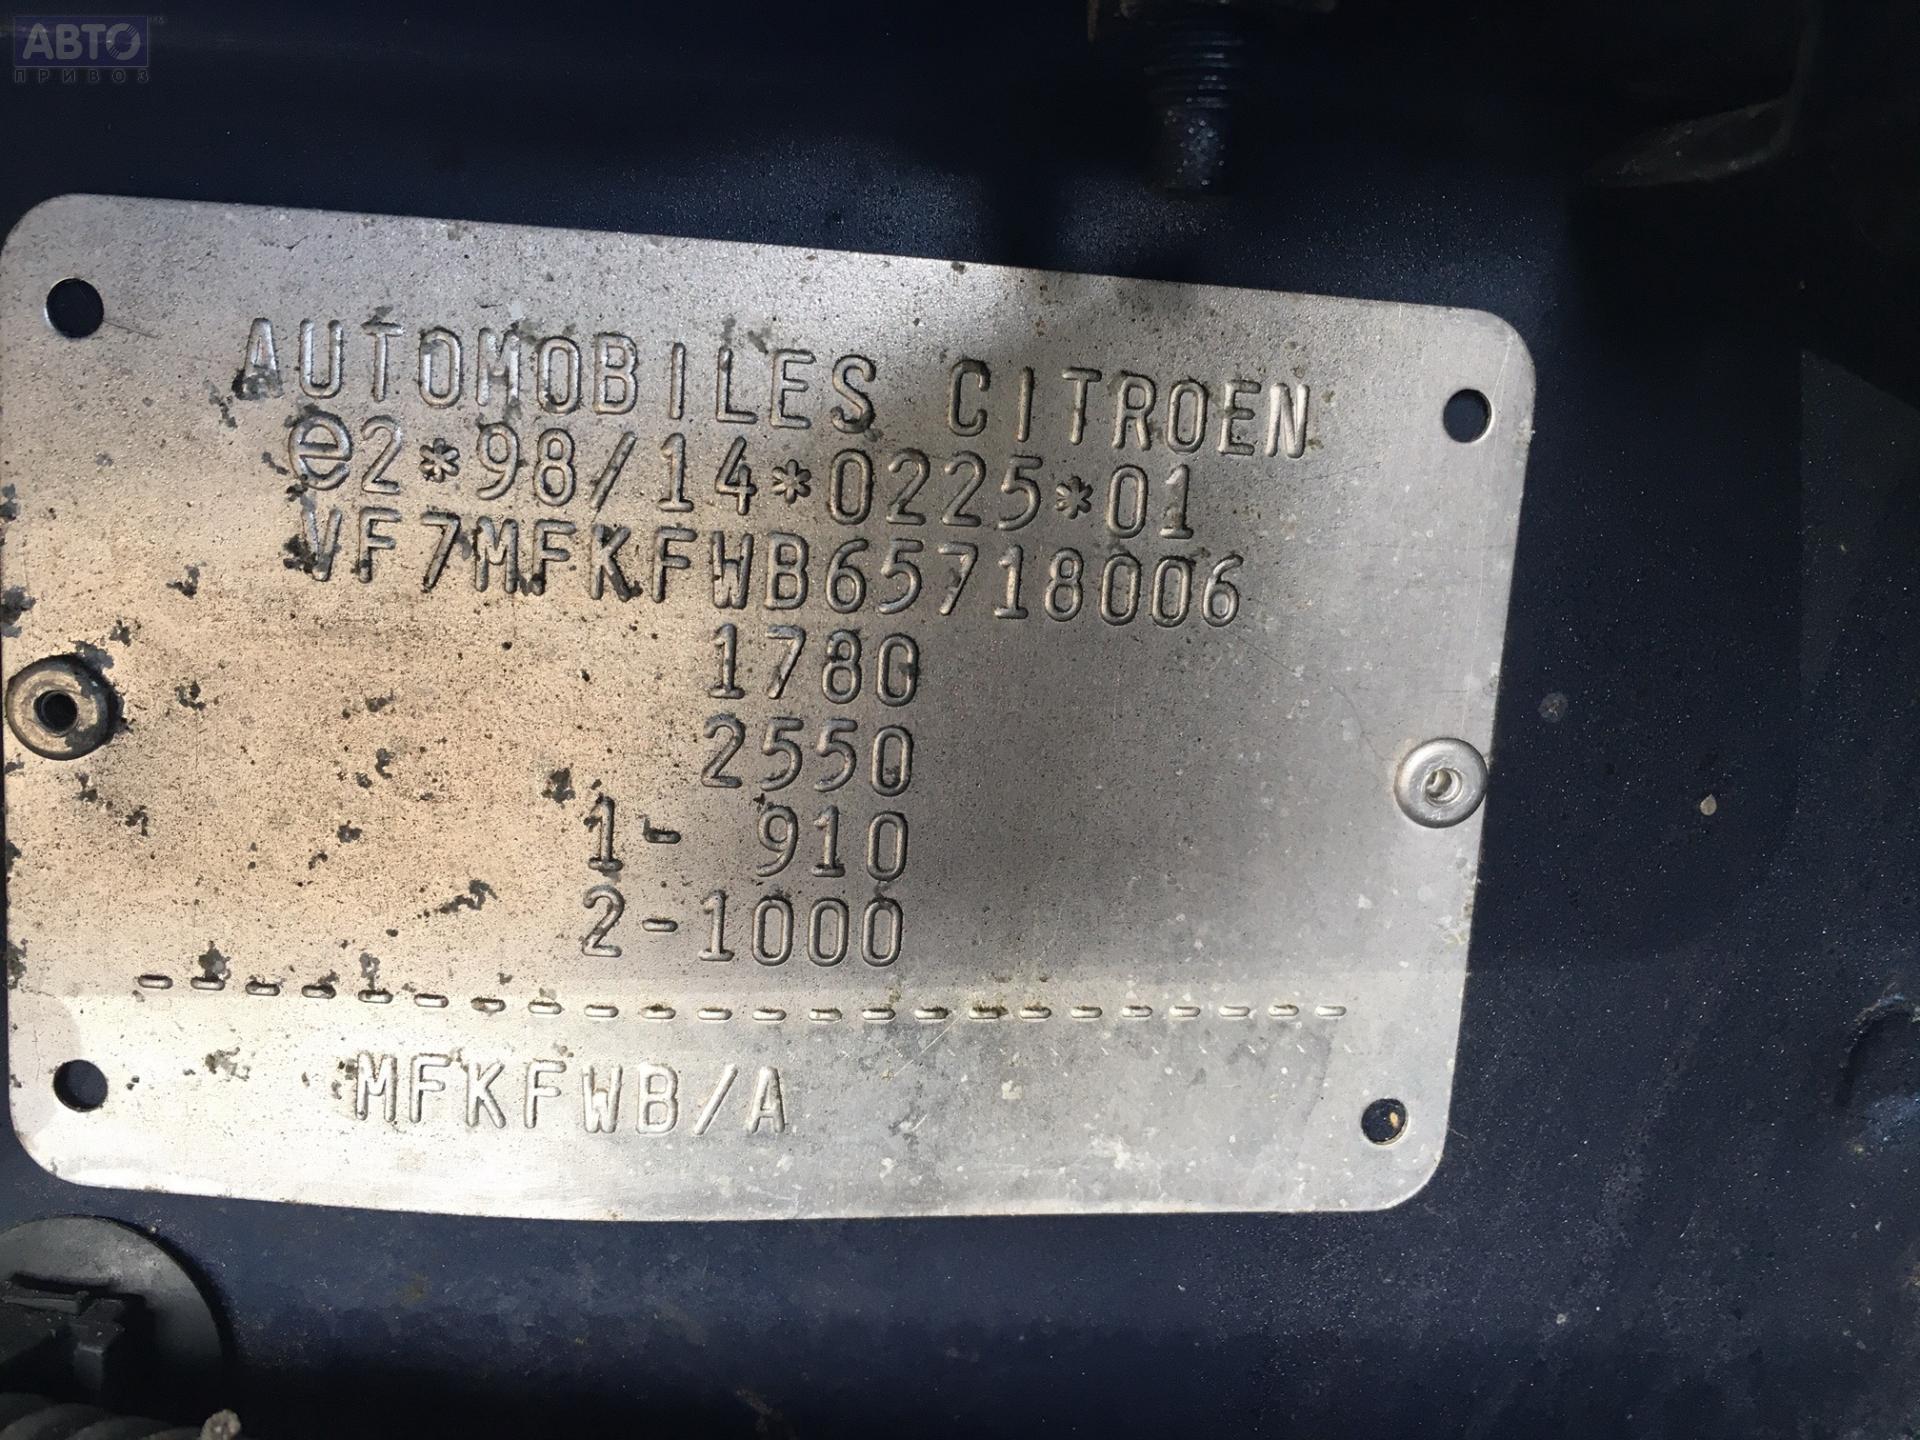 АВТО
ПРИВОЗ
AUTOMOBILES CITROEN
e2*98/14*0225*01
VF7MFKFWB65718006
1780
2550
1- 910
2-1000
----------------------
MFKFWB/A